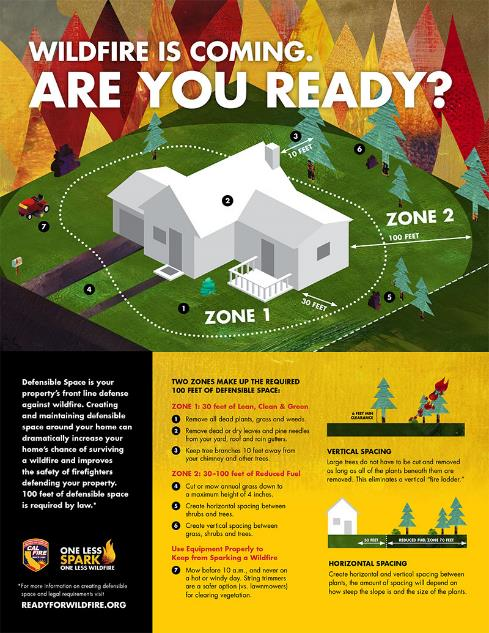 WILDFIRE IS COMING.
ARE YOU READY?
3
10 FEET
6
2
7
ZONE 2
100 FEET
4
1
ZONE 1
30 FEET
5
Defensible Space is your
property's front line defense
against wildfire. Creating
and maintaining defensible
space around your home can
dramatically increase your
home's chance of surviving
a wildfire and improves
the safety of firefighters
defending your property.
100 feet of defensible space
is required by law.*
CAL
FIRE
ONE LESS
SPARK
ONE LESS WILDFIRE
*For more information on creating defensible
space and legal requirements visit
READYFORWILDFIRE.ORG
TWO ZONES MAKE UP THE REQUIRED
100 FEET OF DEFENSIBLE SPACE:
ZONE 1: 30 feet of Lean, Clean & Green
1 Remove all dead plants, grass and weeds.
2 Remove dead or dry leaves and pine needles
from your yard, roof and rain gutters.
3 Keep tree branches 10 feet away from
your chimney and other trees.
ZONE 2: 30–100 feet of Reduced Fuel
4 Cut or mow annual grass down to
a maximum height of 4 inches.
5 Create horizontal spacing between
shrubs and trees.
6 Create vertical spacing between
grass, shrubs and trees.
Use Equipment Properly to
Keep from Sparking a Wildfire
7 Mow before 10 a.m., and never on
a hot or windy day. String trimmers
are a safer option (vs. lawnmowers)
for clearing vegetation.
6 FEET MIN
CLEARANCE
VERTICAL SPACING
Large trees do not have to be cut and removed
as long as all of the plants beneath them are
removed. This eliminates a vertical "fire ladder."
30 FEET
REDUCED FUEL ZONE 70 FEET
HORIZONTAL SPACING
Create horizontal and vertical spacing between
plants, the amount of spacing will depend on
how steep the slope is and the size of the plants.